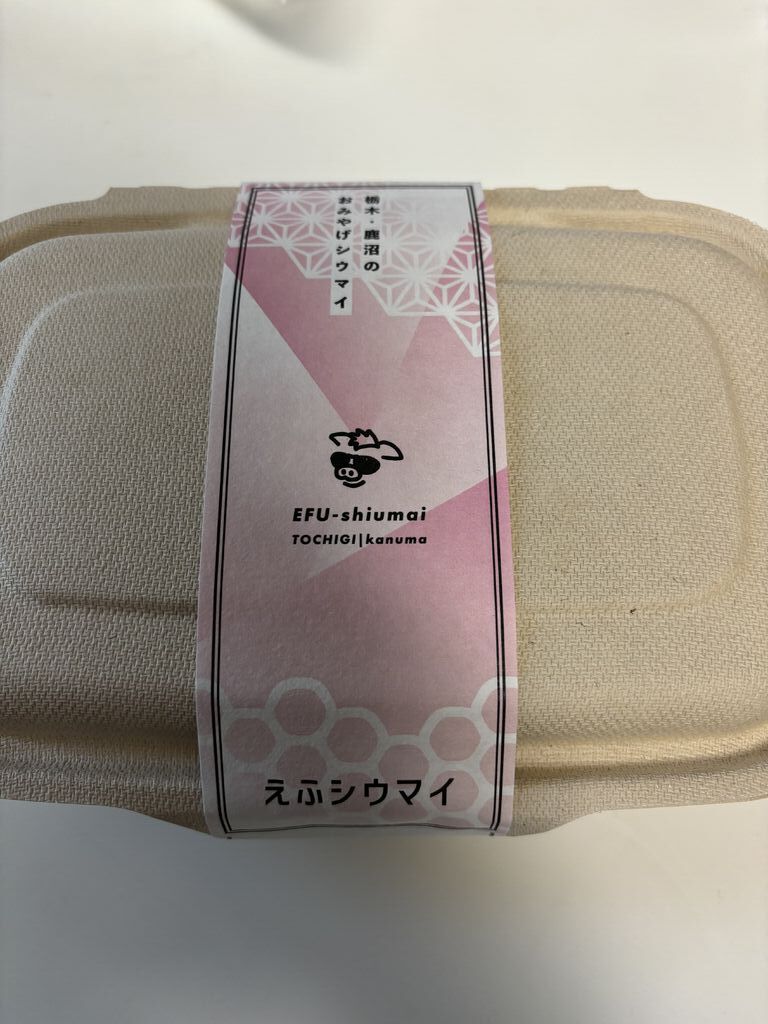 栃木・鹿沼の
おみやげシウマイ
EFU-shiumai
TOCHIGI|kanuma
えふシウマイ